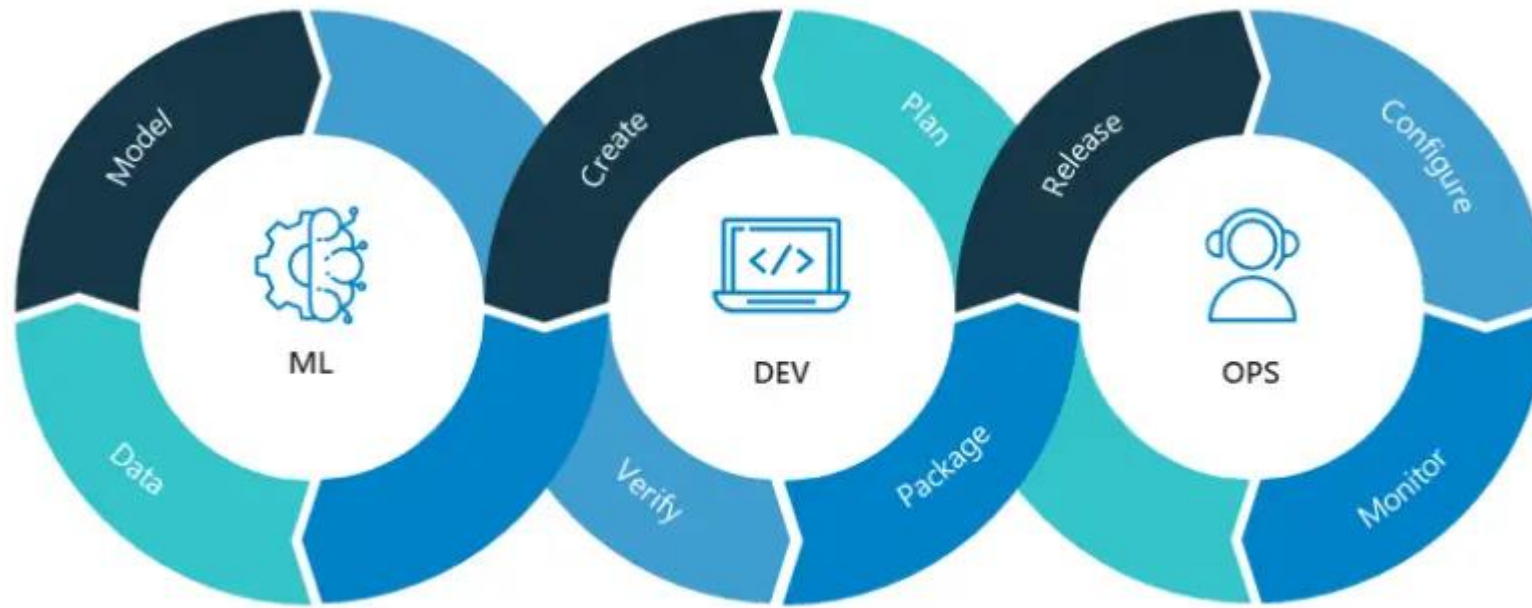 Model
Data
ML
Create
Plan
Verify
Package
DEV
Release
Configure
Monitor
OPS